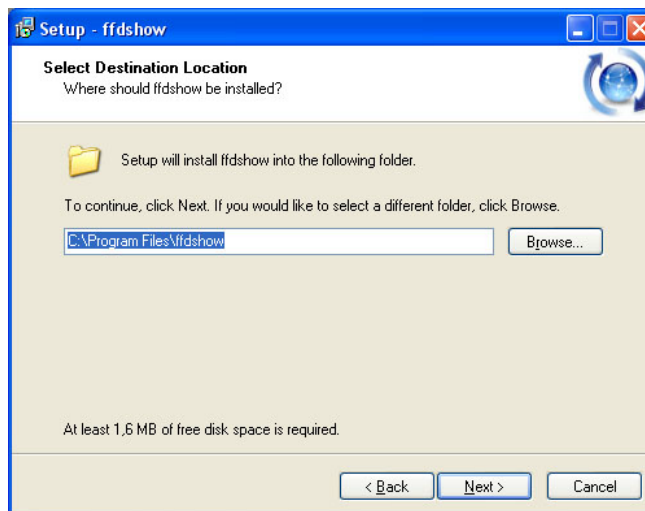 Setup - ffdshow
Select Destination Location
Where should ffdshow be installed?
Setup will install ffdshow into the following folder.
To continue, click Next. If you would like to select a different folder, click Browse.
C:\Program Files\ffdshow
Browse...
At least 1,6 MB of free disk space is required.
< Back
Next >
Cancel